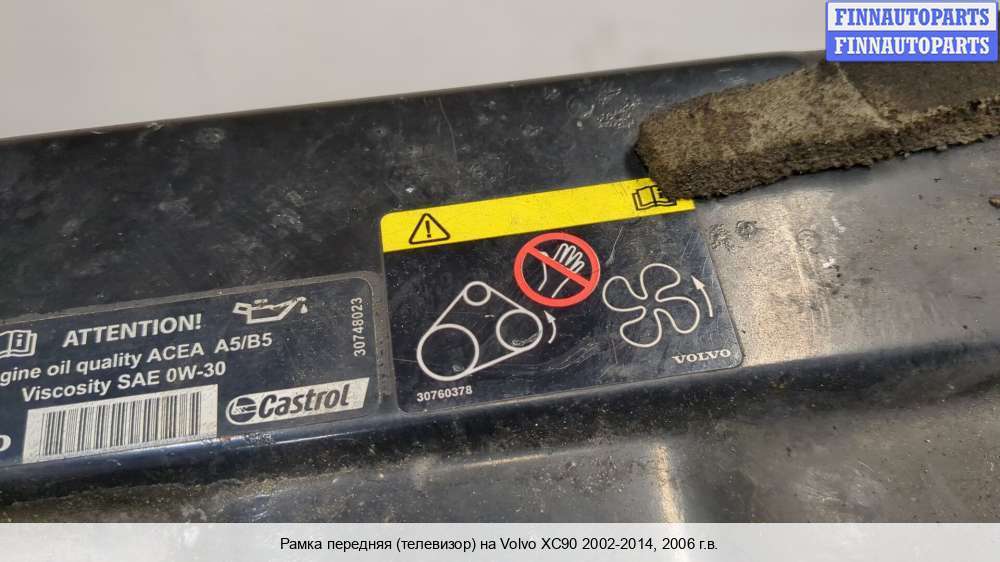 FINNAUTOPARTS
FINNAUTOPARTS
ATTENTION!
oil quality ACEA A5/B5
Viscosity SAE 0W-30
30748023
Castrol
30760378
VOLVO
Рамка передняя (телевизор) на Volvo XC90 2002-2014, 2006 г.в.